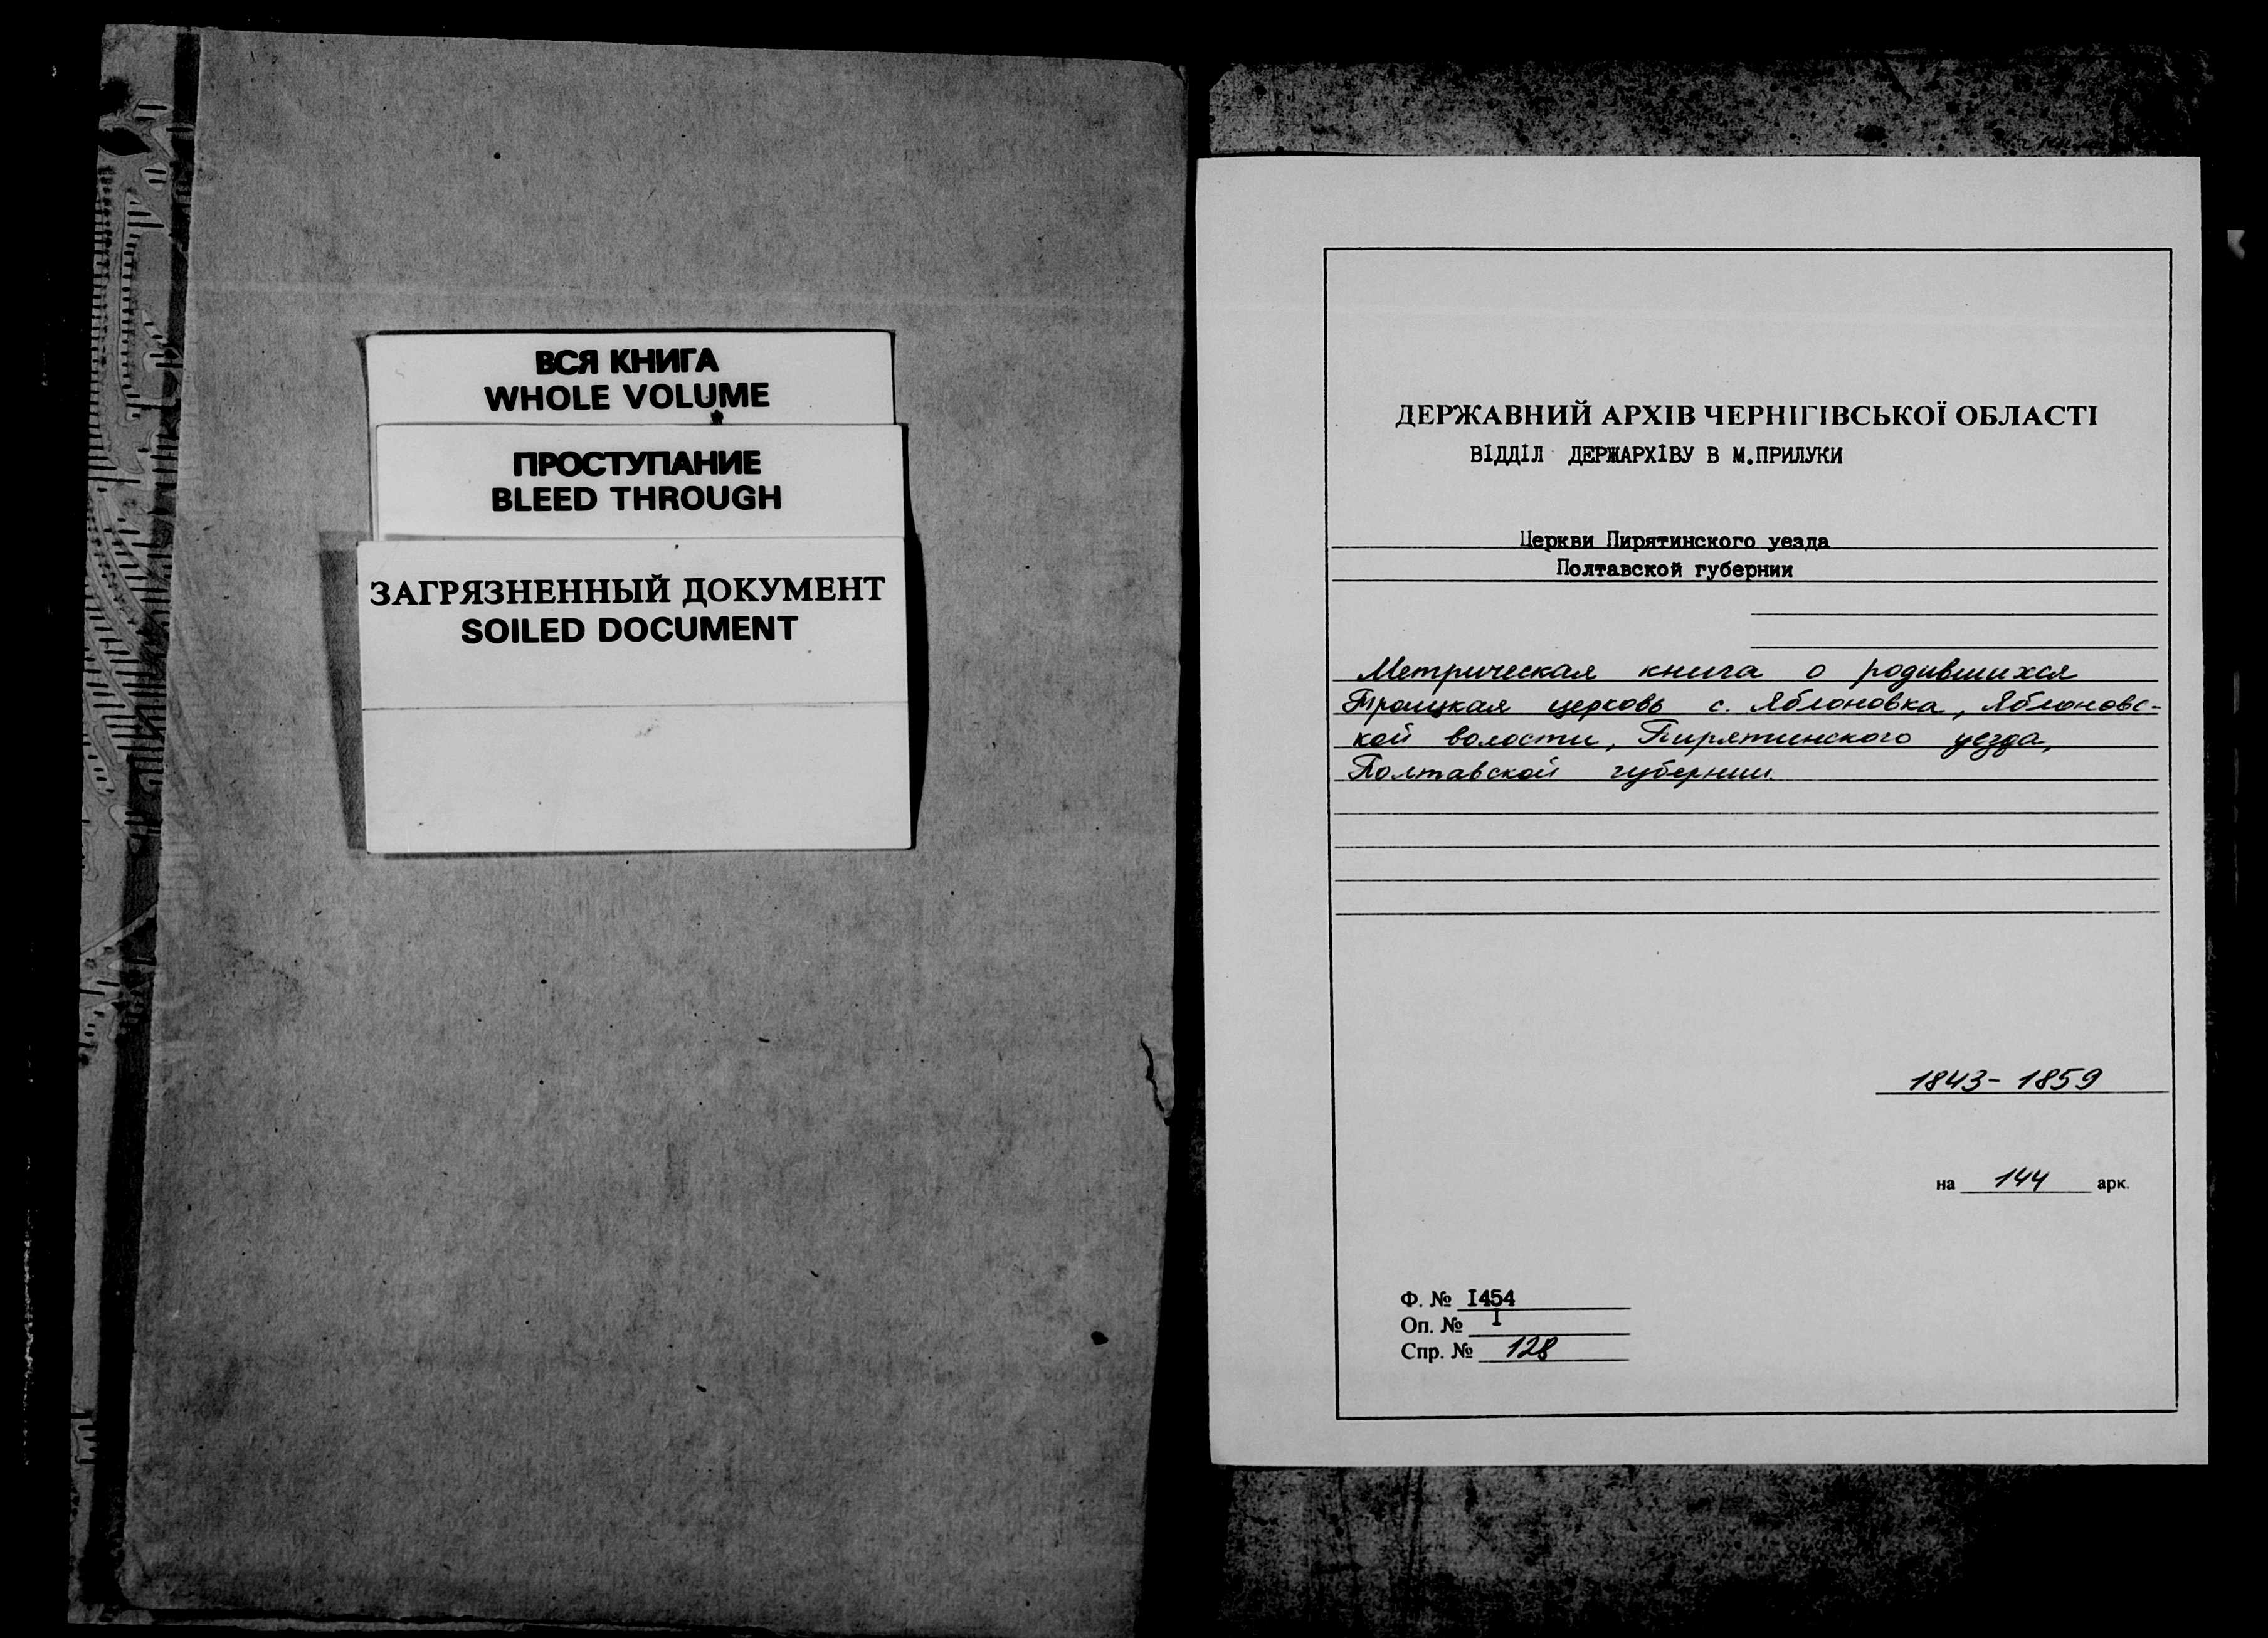 ВСЯ КНИГА
WHOLE VOLUME
ПРОСТУПАНИЕ
BLEED THROUGH
ЗАГРЯЗНЕННЫЙ ДОКУМЕНТ
SOILED DOCUMENT
ДЕРЖАВНИЙ АРХІВ ЧЕРНІГІВСЬКОЇ ОБЛАСТІ
ВІДДІЛ ДЕРЖАРХІВУ В М.ПРИЛУКИ
Церкви Пирятинского уезда
Полтавской губернии
Метрическая книга о родившихся
Троицкая церковь с. Яблоновка, Яблоновс-
кой волости, Пирятинского уезда,
Полтавской губернии.
1843- 1859
на 144 арк.
Ф. № I454
Оп. № I
Спр. № 128